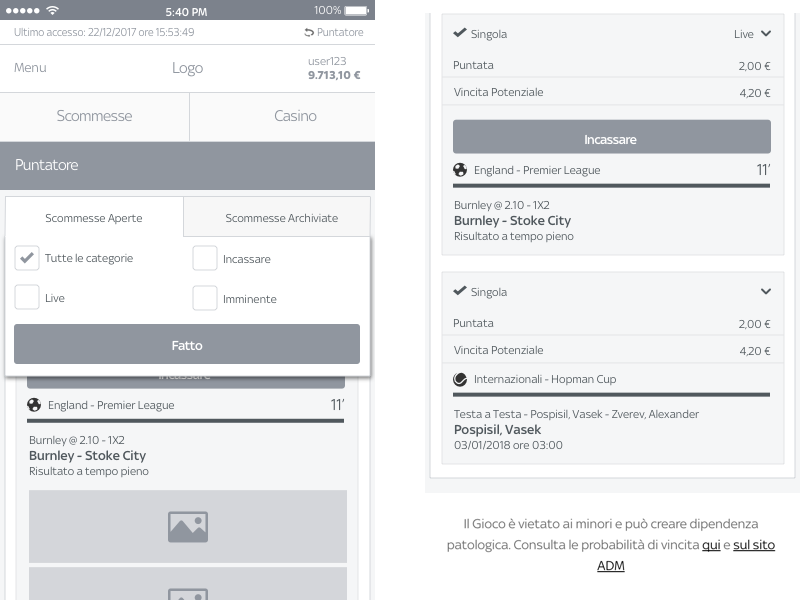 5:40 PM
100%
Ultimo accesso: 22/12/2017 ore 15:53:49
Puntatore
Menu
Logo
user123
9.713,10 €
Scommesse
Casino
Puntatore
Scommesse Aperte
Scommesse Archiviate
Tutte le categorie
Incassare
Live
Imminente
Fatto
Incassare
England - Premier League
11′
Burnley @ 2.10 - 1X2
Burnley - Stoke City
Risultato a tempo pieno
Singola
Live
Puntata
2,00 €
Vincita Potenziale
4,20 €
Incassare
England - Premier League
11′
Burnley @ 2.10 - 1X2
Burnley - Stoke City
Risultato a tempo pieno
Singola
Puntata
2,00 €
Vincita Potenziale
4,20 €
Internazionali - Hopman Cup
Testa a Testa - Pospisil, Vasek - Zverev, Alexander
Pospisil, Vasek
03/01/2018 ore 03:00
Il Gioco è vietato ai minori e può creare dipendenza
patologica. Consulta le probabilità di vincita qui e sul sito
ADM